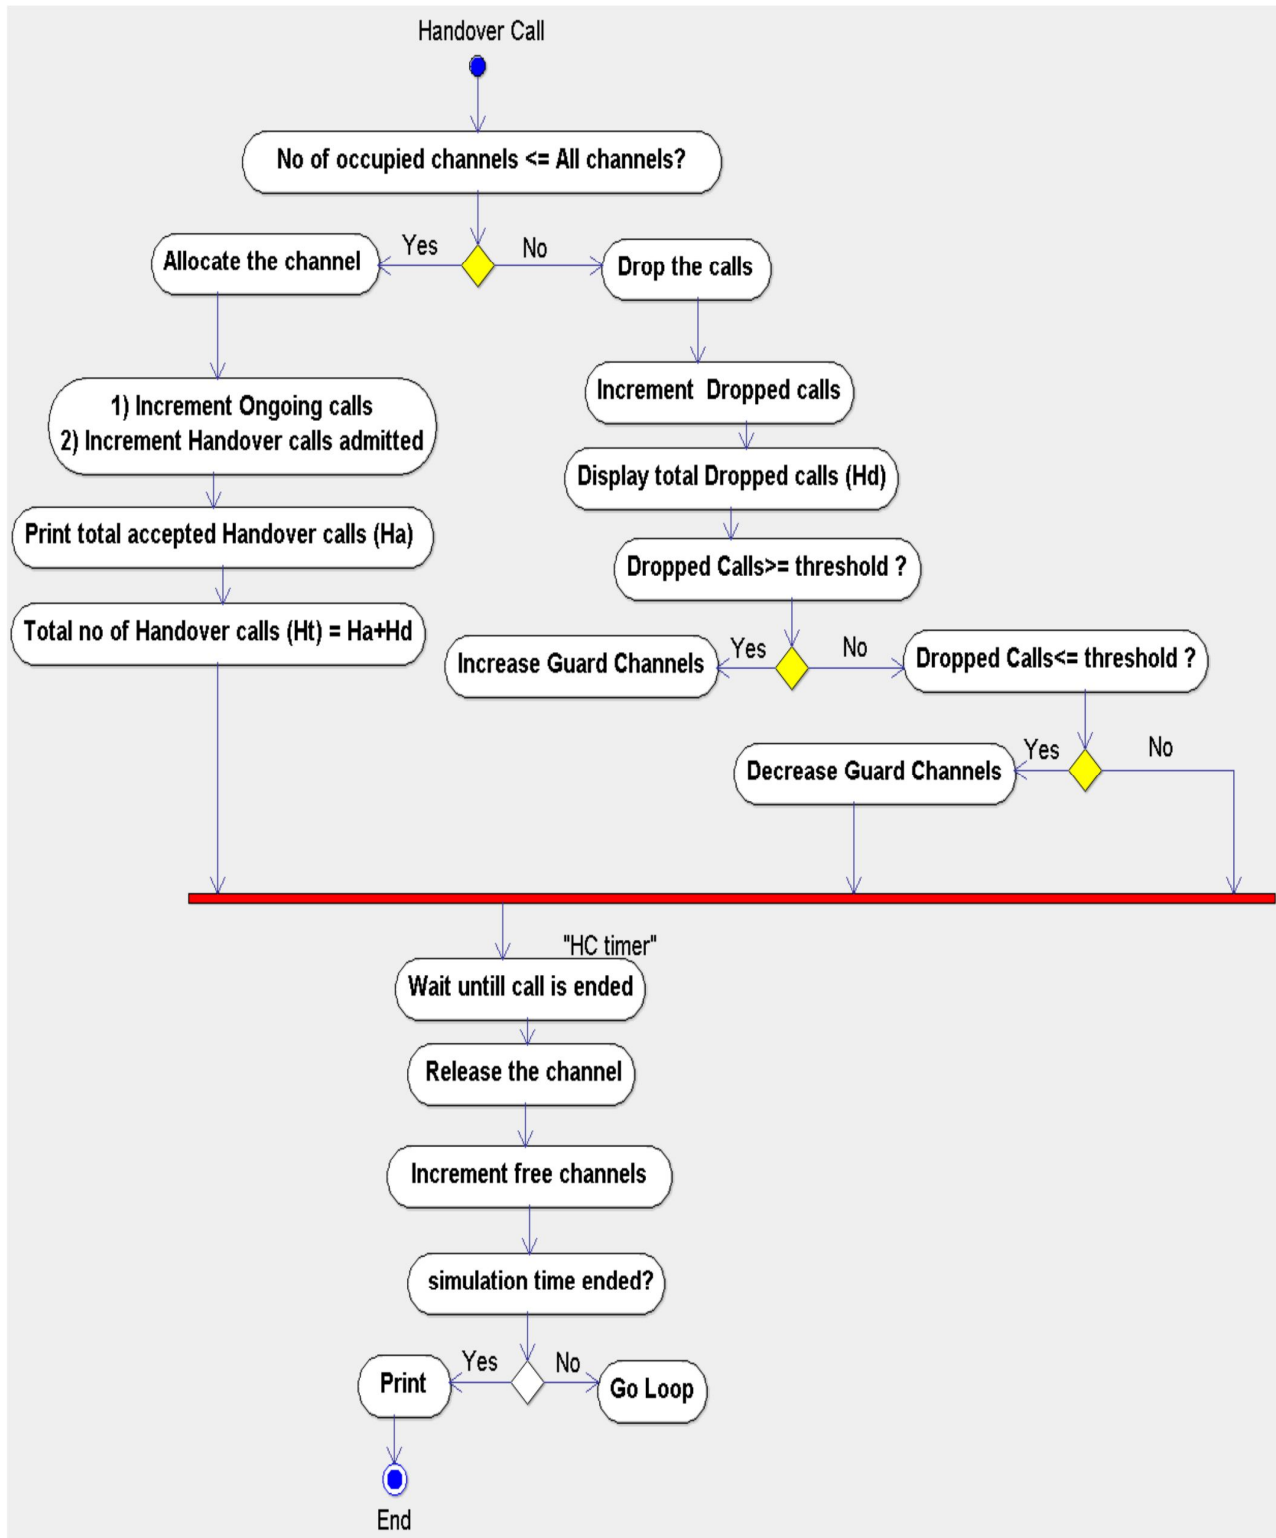 Handover Call
No of occupied channels <= All channels?
Yes
No
Allocate the channel
Drop the calls
1) Increment Ongoing calls
2) Increment Handover calls admitted
Increment  Dropped calls
Display total Dropped calls (Hd)
Print total accepted Handover calls (Ha)
Dropped Calls>= threshold ?
Total no of Handover calls (Ht) = Ha+Hd
Yes
No
Increase Guard Channels
Dropped Calls<= threshold ?
Yes
No
Decrease Guard Channels
"HC timer"
Wait untill call is ended
Release the channel
Increment free channels
simulation time ended?
Yes
No
Print
Go Loop
End